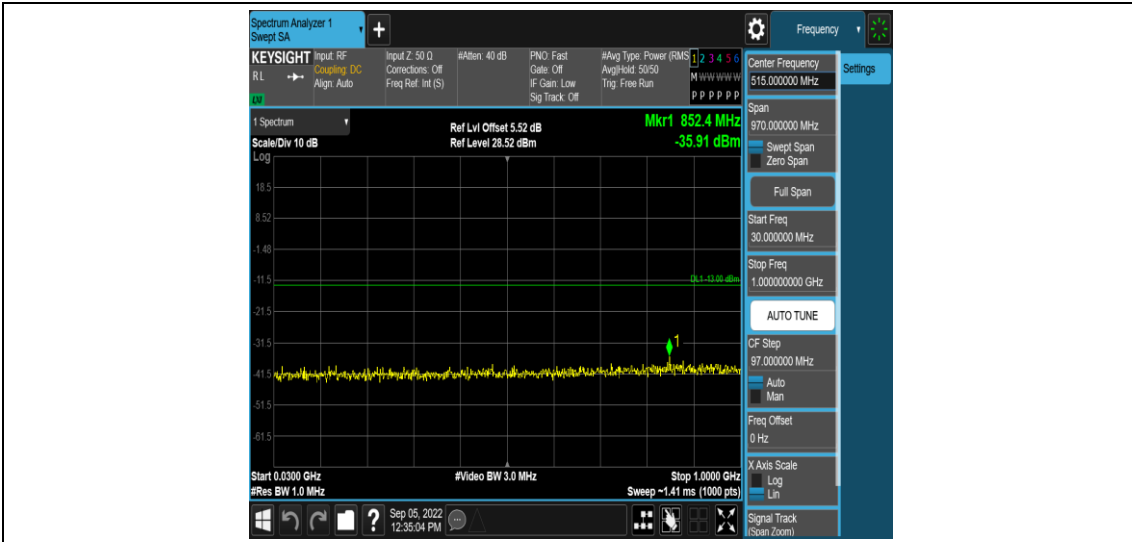 Spectrum Analyzer 1
Swept SA
+
Frequency
KEYSIGHT
RL
LXI
Input: RF
Coupling: DC
Align: Auto
Input Z: 50 Ω
Corrections: Off
Freq Ref: Int (S)
#Atten: 40 dB
PNO: Fast
Gate: Off
IF Gain: Low
Sig Track: Off
#Avg Type: Power (RMS
Avg|Hold: 50/50
Trig: Free Run
1 2 3 4 5 6
M W W W W W
P P P P P P
1 Spectrum
Scale/Div 10 dB
Log
Ref Lvl Offset 5.52 dB
Ref Level 28.52 dBm
Mkr1 852.4 MHz
-35.91 dBm
18.5
8.52
-1.48
-11.5
DL1 -13.00 dBm
-21.5
-31.5
1
-41.5
-51.5
-61.5
Start 0.0300 GHz
#Res BW 1.0 MHz
#Video BW 3.0 MHz
Stop 1.0000 GHz
Sweep ~1.41 ms (1000 pts)
Center Frequency
515.000000 MHz
Settings
Span
970.000000 MHz
Swept Span
Zero Span
Full Span
Start Freq
30.000000 MHz
Stop Freq
1.000000000 GHz
AUTO TUNE
CF Step
97.000000 MHz
Auto
Man
Freq Offset
0 Hz
X Axis Scale
Log
Lin
Signal Track
(Span Zoom)
?
Sep 05, 2022
12:35:04 PM